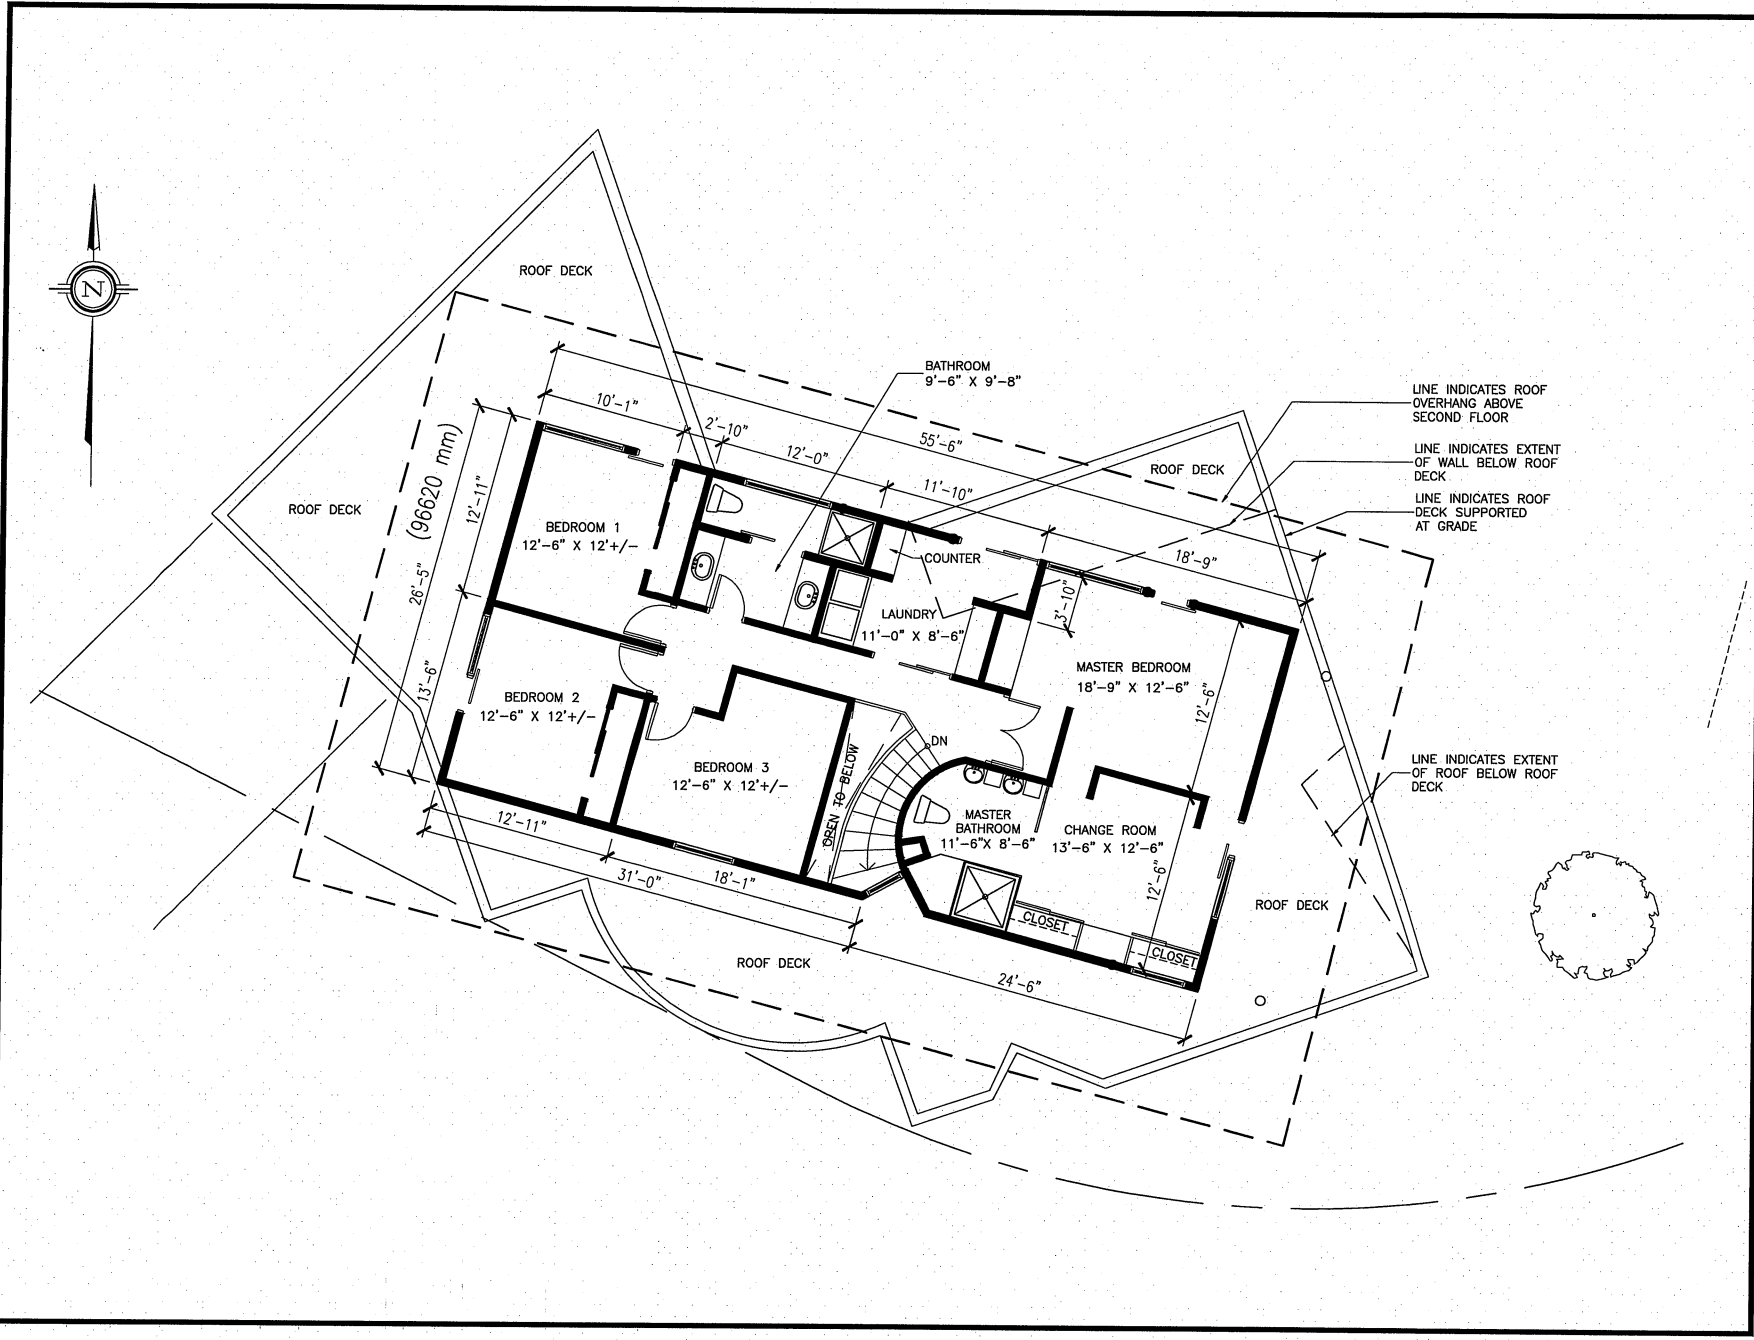 ROOF DECK
ROOF DECK
N
BATHROOM
9'-6" X 9'-8"
LINE INDICATES ROOF
OVERHANG ABOVE
SECOND FLOOR
LINE INDICATES EXTENT
OF WALL BELOW ROOF
DECK
LINE INDICATES ROOF
DECK SUPPORTED
AT GRADE
10'-1"
2'-10"
12'-0"
55'-6"
11'-10"
18'-9"
ROOF DECK
(96620 mm)
26'-5"
12'-11"
13'-6"
BEDROOM 1
12'-6" X 12'+/-
COUNTER
LAUNDRY
11'-0" X 8'-6"
3'-10"
MASTER BEDROOM
18'-9" X 12'-6"
12'-6"
BEDROOM 2
12'-6" X 12'+/-
BEDROOM 3
12'-6" X 12'+/-
OPEN TO BELOW
DN
MASTER
BATHROOM
11'-6"X 8'-6"
CHANGE ROOM
13'-6" X 12'-6"
12'-6"
LINE INDICATES EXTENT
OF ROOF BELOW ROOF
DECK
CLOSET
CLOSET
ROOF DECK
12'-11"
31'-0"
18'-1"
24'-6"
ROOF DECK